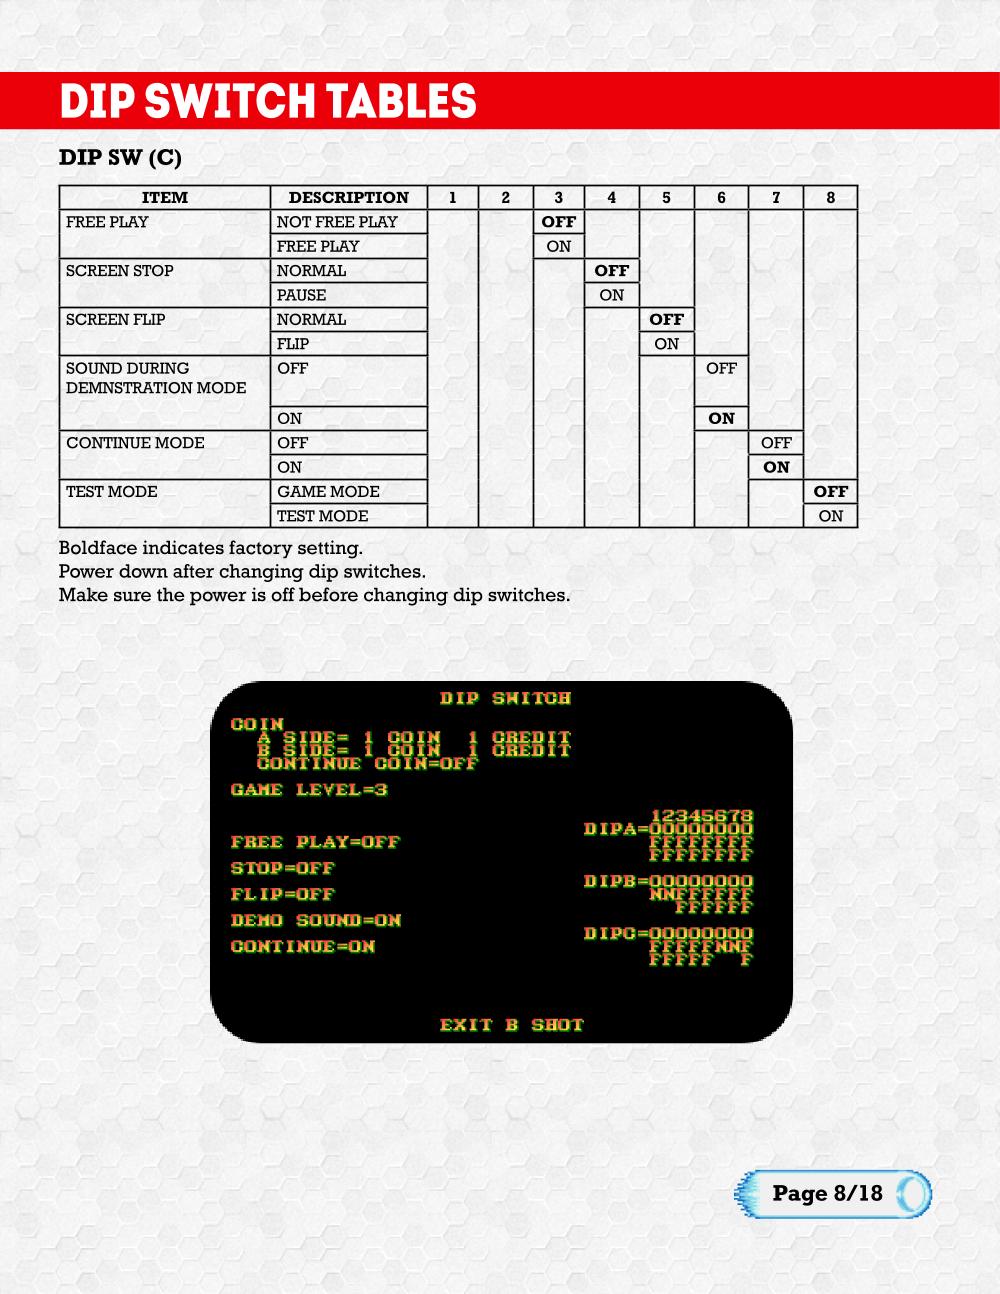 DIP SWITCH TABLES
DIP SW (C)
ITEM DESCRIPTION 1 2 3 4 5 6 7 8
FREE PLAY NOT FREE PLAY OFF
FREE PLAY ON
SCREEN STOP NORMAL OFF
PAUSE ON
SCREEN FLIP NORMAL OFF
FLIP ON
SOUND DURING OFF OFF
DEMNSTRATION MODE
ON ON
CONTINUE MODE OFF OFF
ON ON
TEST MODE GAME MODE OFF
TEST MODE ON
Boldface indicates factory setting.
Power down after changing dip switches.
Make sure the power is off before changing dip switches.
DIP SWITCH
COIN
A SIDE= 1 COIN 1 CREDIT
B SIDE= 1 COIN 1 CREDIT
CONTINUE COIN=OFF
GAME LEVEL=3
12345678
DIPA=OOOOOOOO
FREE PLAY=OFF FFFFFFFF
FFFFFFFF
STOP=OFF
DIPB=OOOOOOOO
FLIP=OFF NNFFFFFF
FFFFFF
DEMO SOUND=ON
DIPC=OOOOOOOO
CONTINUE=ON FFFFFNNF
FFFFF F
EXIT B SHOT
Page 8/18